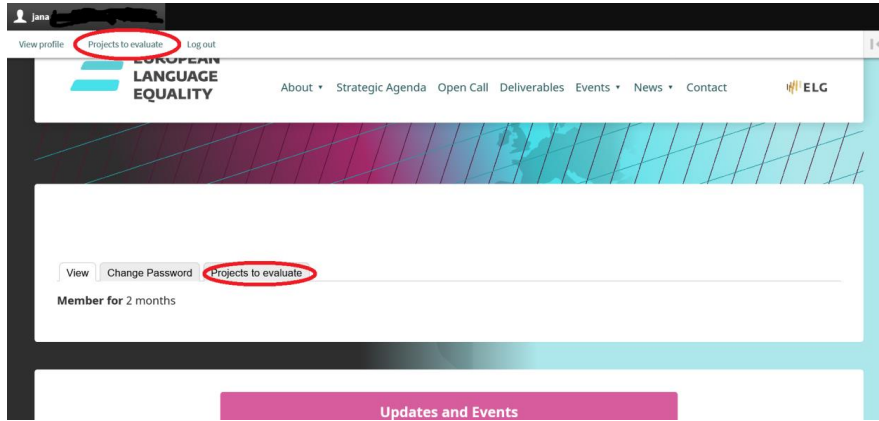 jana
View profile Projects to evaluate Log out
EUROPEAN
LANGUAGE
EQUALITY
About Strategic Agenda Open Call Deliverables Events News Contact
ELG
View Change Password Projects to evaluate
Member for 2 months
Updates and Events